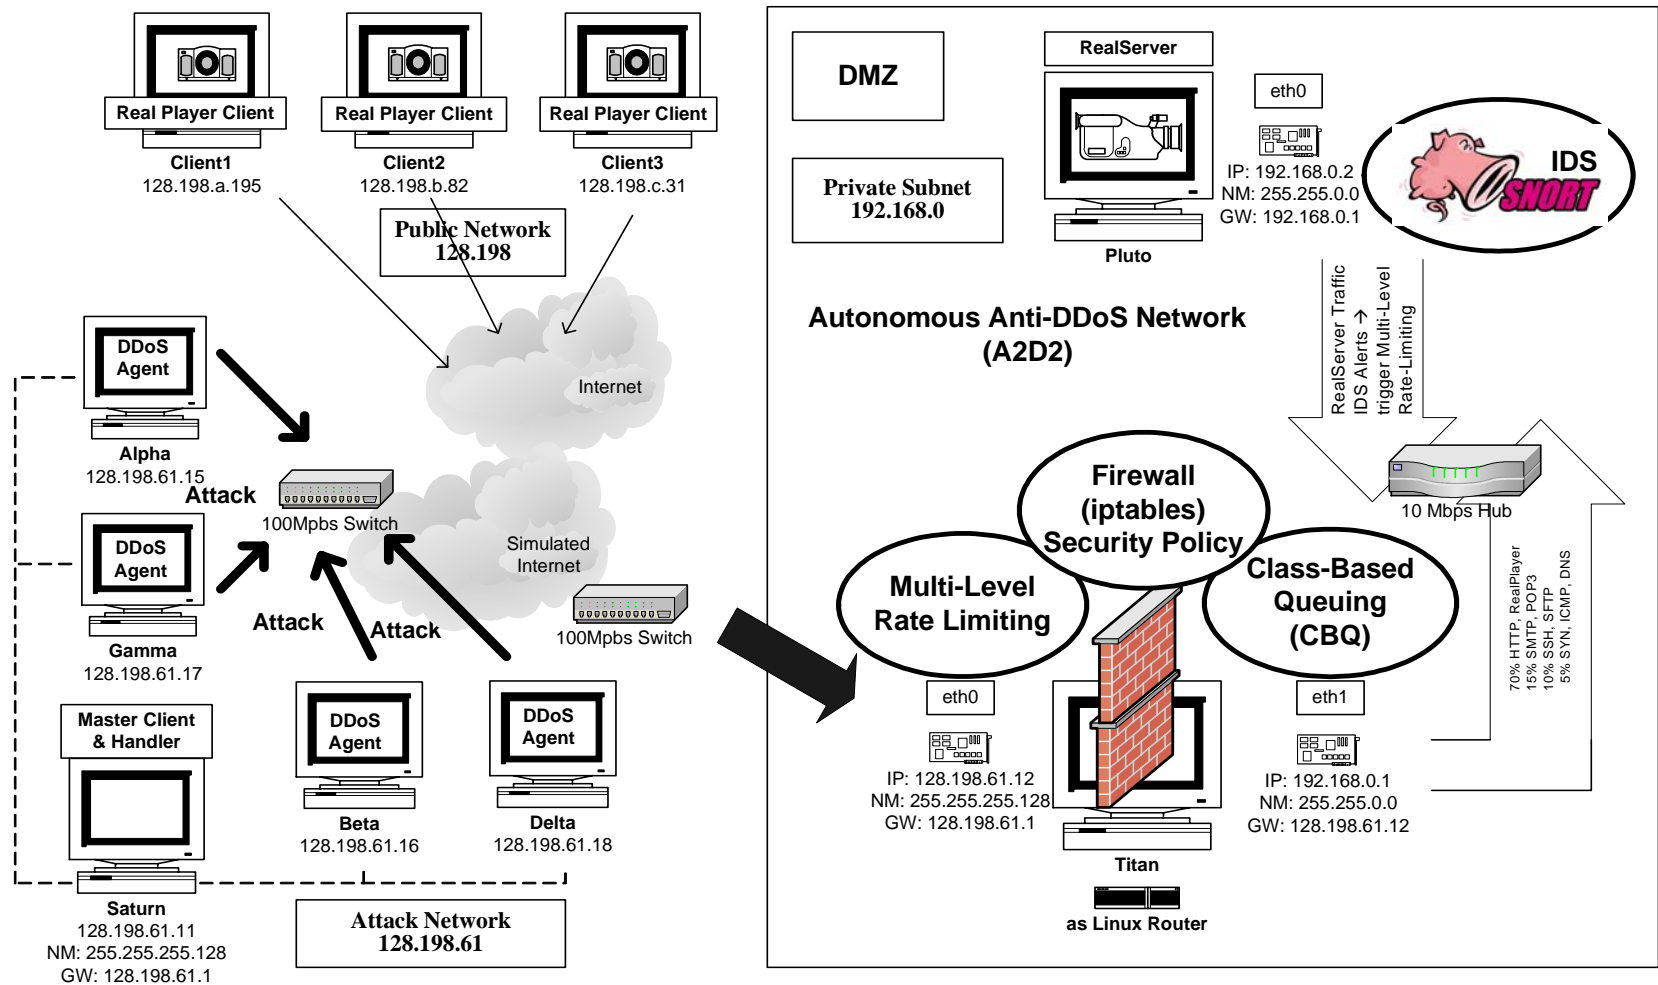 Real Player Client
Client1
128.198.a.195
Real Player Client
Client2
128.198.b.82
Real Player Client
Client3
128.198.c.31
Public Network
128.198
Internet
DDoS
Agent
Alpha
128.198.61.15
Attack
100Mpbs Switch
DDoS
Agent
Gamma
128.198.61.17
Attack
Attack
Simulated
Internet
100Mpbs Switch
Master Client
& Handler
Saturn
128.198.61.11
NM: 255.255.255.128
GW: 128.198.61.1
DDoS
Agent
Beta
128.198.61.16
DDoS
Agent
Delta
128.198.61.18
Attack Network
128.198.61
DMZ
Private Subnet
192.168.0
RealServer
Pluto
eth0
IP: 192.168.0.2
NM: 255.255.0.0
GW: 192.168.0.1
IDS
SNORT
Autonomous Anti-DDoS Network
(A2D2)
RealServer Traffic
IDS Alerts →
trigger Multi-Level
Rate-Limiting
10 Mbps Hub
70% HTTP, RealPlayer
15% SMTP, POP3
10% SSH, SFTP
5% SYN, ICMP, DNS
Firewall
(iptables)
Security Policy
Multi-Level
Rate Limiting
Class-Based
Queuing
(CBQ)
eth0
IP: 128.198.61.12
NM: 255.255.255.128
GW: 128.198.61.1
eth1
IP: 192.168.0.1
NM: 255.255.0.0
GW: 128.198.61.12
Titan
as Linux Router